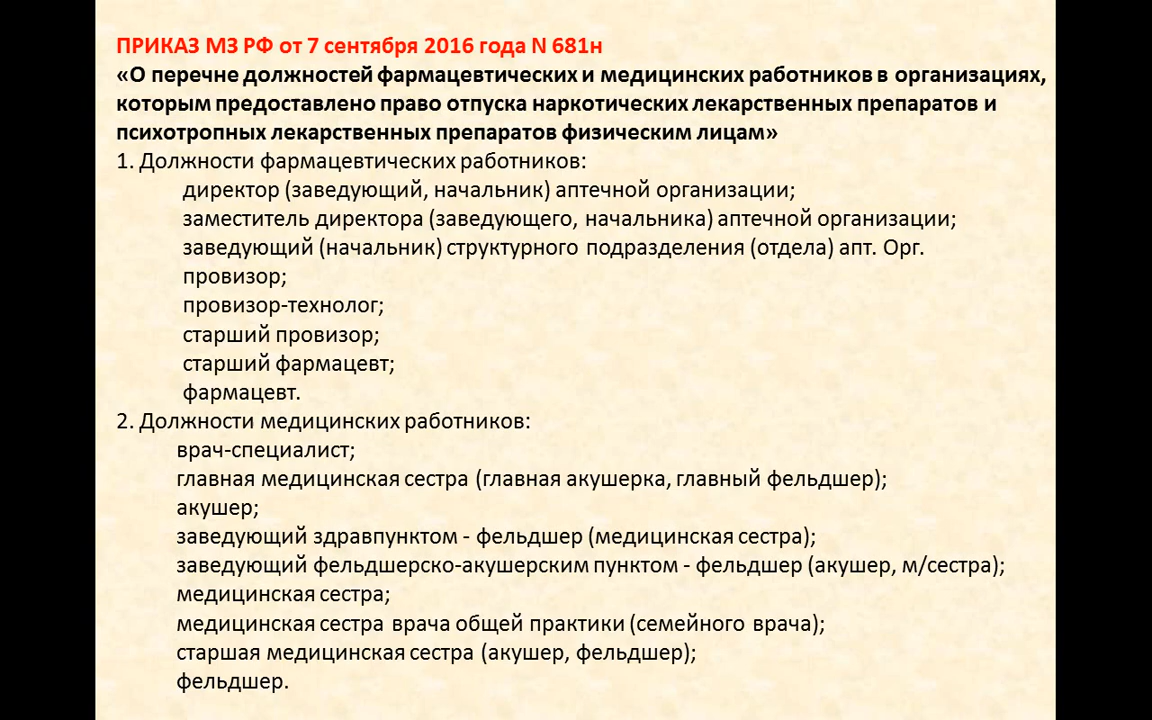 ПРИКАЗ МЗ РФ от 7 сентября 2016 года N 681н
«О перечне должностей фармацевтических и медицинских работников в организациях,
которым предоставлено право отпуска наркотических лекарственных препаратов и
психотропных лекарственных препаратов физическим лицам»
1. Должности фармацевтических работников:
директор (заведующий, начальник) аптечной организации;
заместитель директора (заведующего, начальника) аптечной организации;
заведующий (начальник) структурного подразделения (отдела) апт. Орг.
провизор;
провизор-технолог;
старший провизор;
старший фармацевт;
фармацевт.
2. Должности медицинских работников:
врач-специалист;
главная медицинская сестра (главная акушерка, главный фельдшер);
акушер;
заведующий здравпунктом - фельдшер (медицинская сестра);
заведующий фельдшерско-акушерским пунктом - фельдшер (акушер, м/сестра);
медицинская сестра;
медицинская сестра врача общей практики (семейного врача);
старшая медицинская сестра (акушер, фельдшер);
фельдшер.